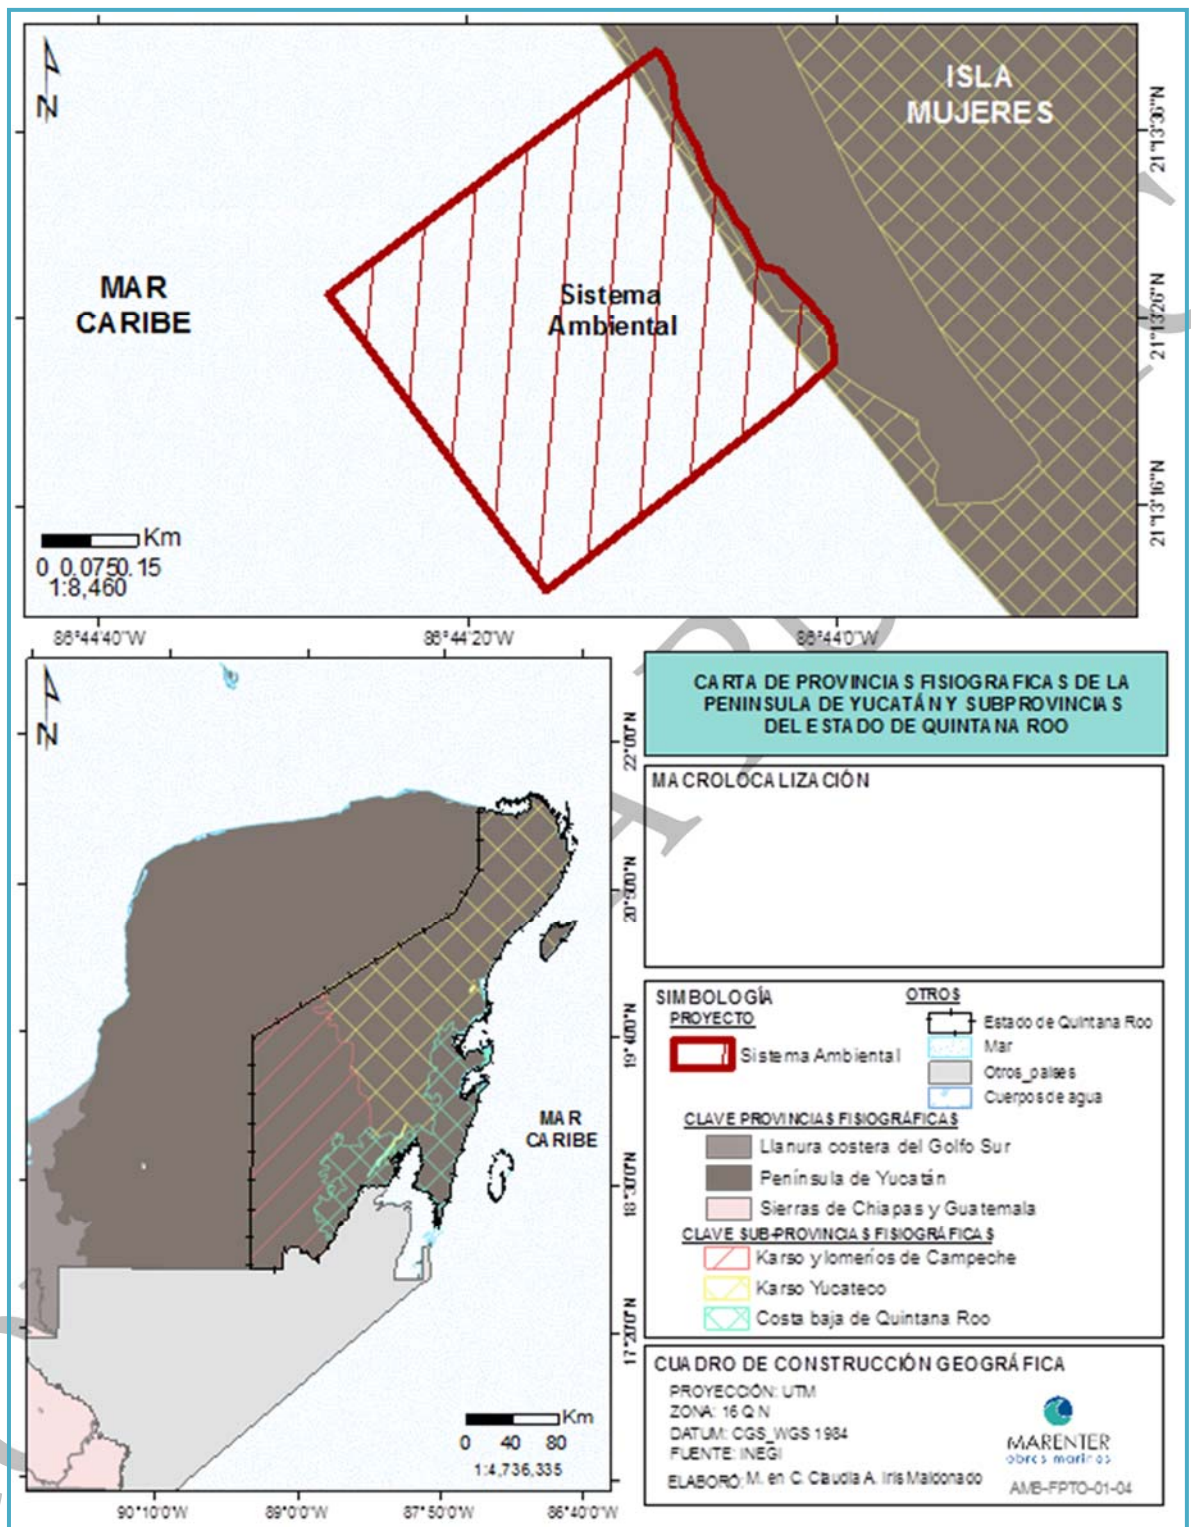 N
ISLA
MUJERES
MAR
CARIBE
Sistema
Ambiental
Km
0 0.0750.15
1:8,460
21°13'36"N
21°13'26"N
21°13'16"N
86°44'40"W
86°44'20"W
86°44'0"W
N
MAR
CARIBE
Km
0 40 80
1:4,736,335
22°0'0"N
20°50'0"N
19°40'0"N
18°30'0"N
17°20'0"N
90°10'0"W
89°0'0"W
87°50'0"W
86°40'0"W
CARTA DE PROVINCIAS FISIOGRAFICAS DE LA
PENINSULA DE YUCATÁN Y SUBPROVINCIAS
DEL ESTADO DE QUINTANA ROO
MACROLOCALIZACIÓN
SIMBOLOGÍA
PROYECTO
Sistema Ambiental
OTROS
Estado de Quintana Roo
Mar
Otros_países
Cuerpos de agua
CLAVE PROVINCIAS FISIOGRÁFICAS
Llanura costera del Golfo Sur
Península de Yucatán
Sierras de Chiapas y Guatemala
CLAVE SUB-PROVINCIAS FISIOGRÁFICAS
Karso y lomeríos de Campeche
Karso Yucateco
Costa baja de Quintana Roo
CUADRO DE CONSTRUCCIÓN GEOGRÁFICA
PROYECCIÓN: UTM
ZONA: 16 Q N
DATUM: CGS_WGS 1984
FUENTE: INEGI
ELABORÓ: M. en C. Claudia A. Iris Maldonado
MARENTER
obras marinas
AMB-FPTO-01-04